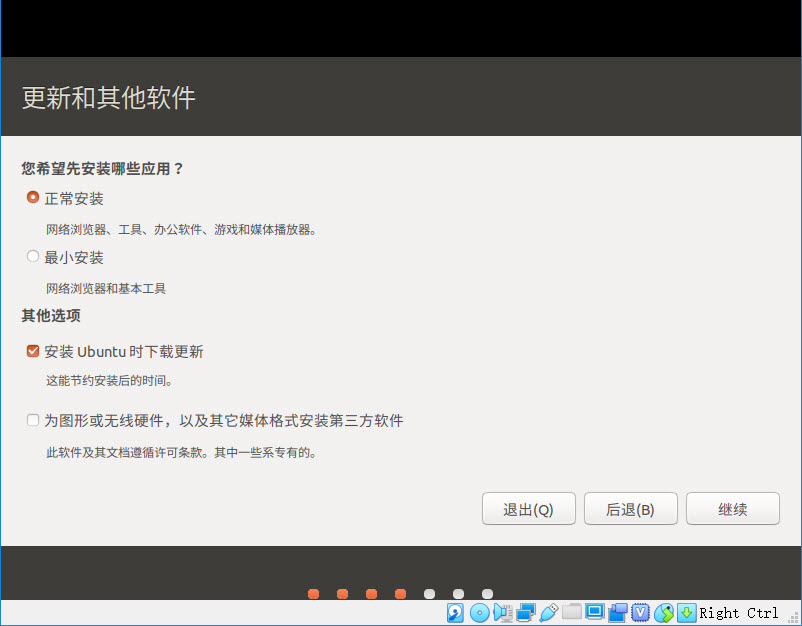 更新和其他软件
您希望先安装哪些应用？
正常安装
网络浏览器、工具、办公软件、游戏和媒体播放器。
最小安装
网络浏览器和基本工具
其他选项
安装 Ubuntu 时下载更新
这能节约安装后的时间。
为图形或无线硬件，以及其它媒体格式安装第三方软件
此软件及其文档遵循许可条款。其中一些系专有的。
退出(Q) 后退(B) 继续
Right Ctrl